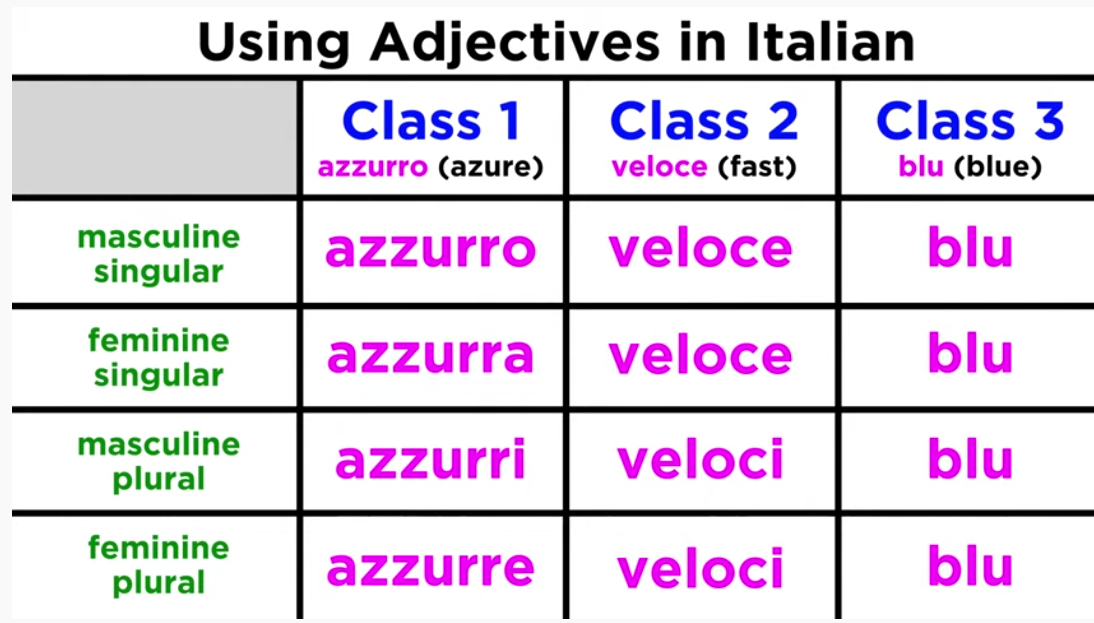 Using Adjectives in Italian
Class 1 Class 2 Class 3
azzurro (azure) veloce (fast) blu (blue)
masculine
singular
azzurro veloce blu
feminine
singular
azzurra veloce blu
masculine
plural
azzurri veloci blu
feminine
plural
azzurre veloci blu